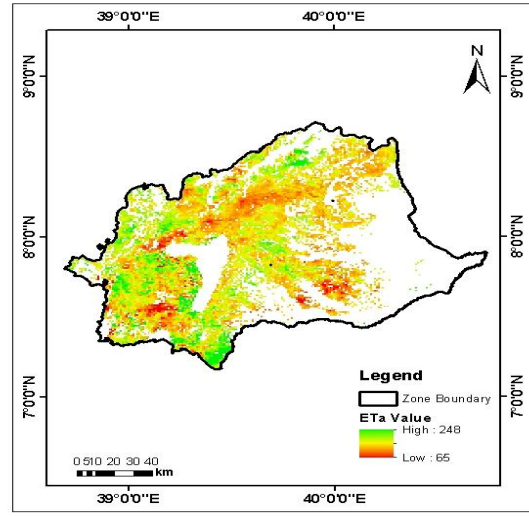 39°0'0"E 40°0'0"E
N
9°0'0"N 9°0'0"N
8°0'0"N 8°0'0"N
7°0'0"N 7°0'0"N
Legend
Zone Boundary
ETa Value
High : 248
Low : 65
0 5 10 20 30 40
km
39°0'0"E 40°0'0"E